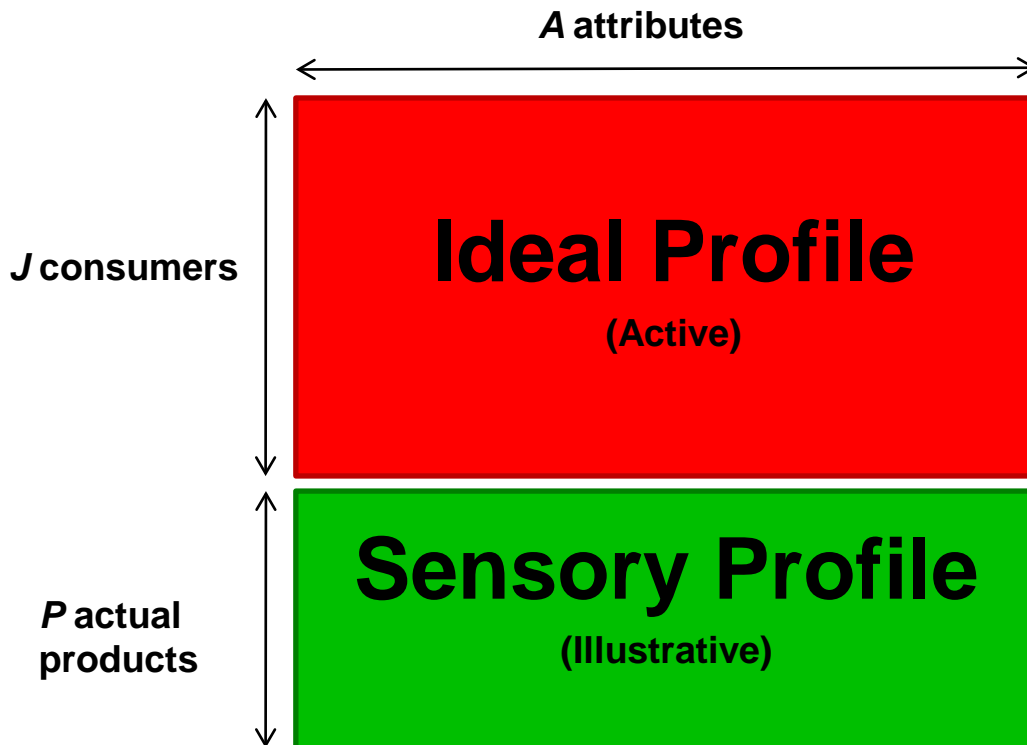 A attributes
J consumers
Ideal Profile
(Active)
P actual
products
Sensory Profile
(Illustrative)